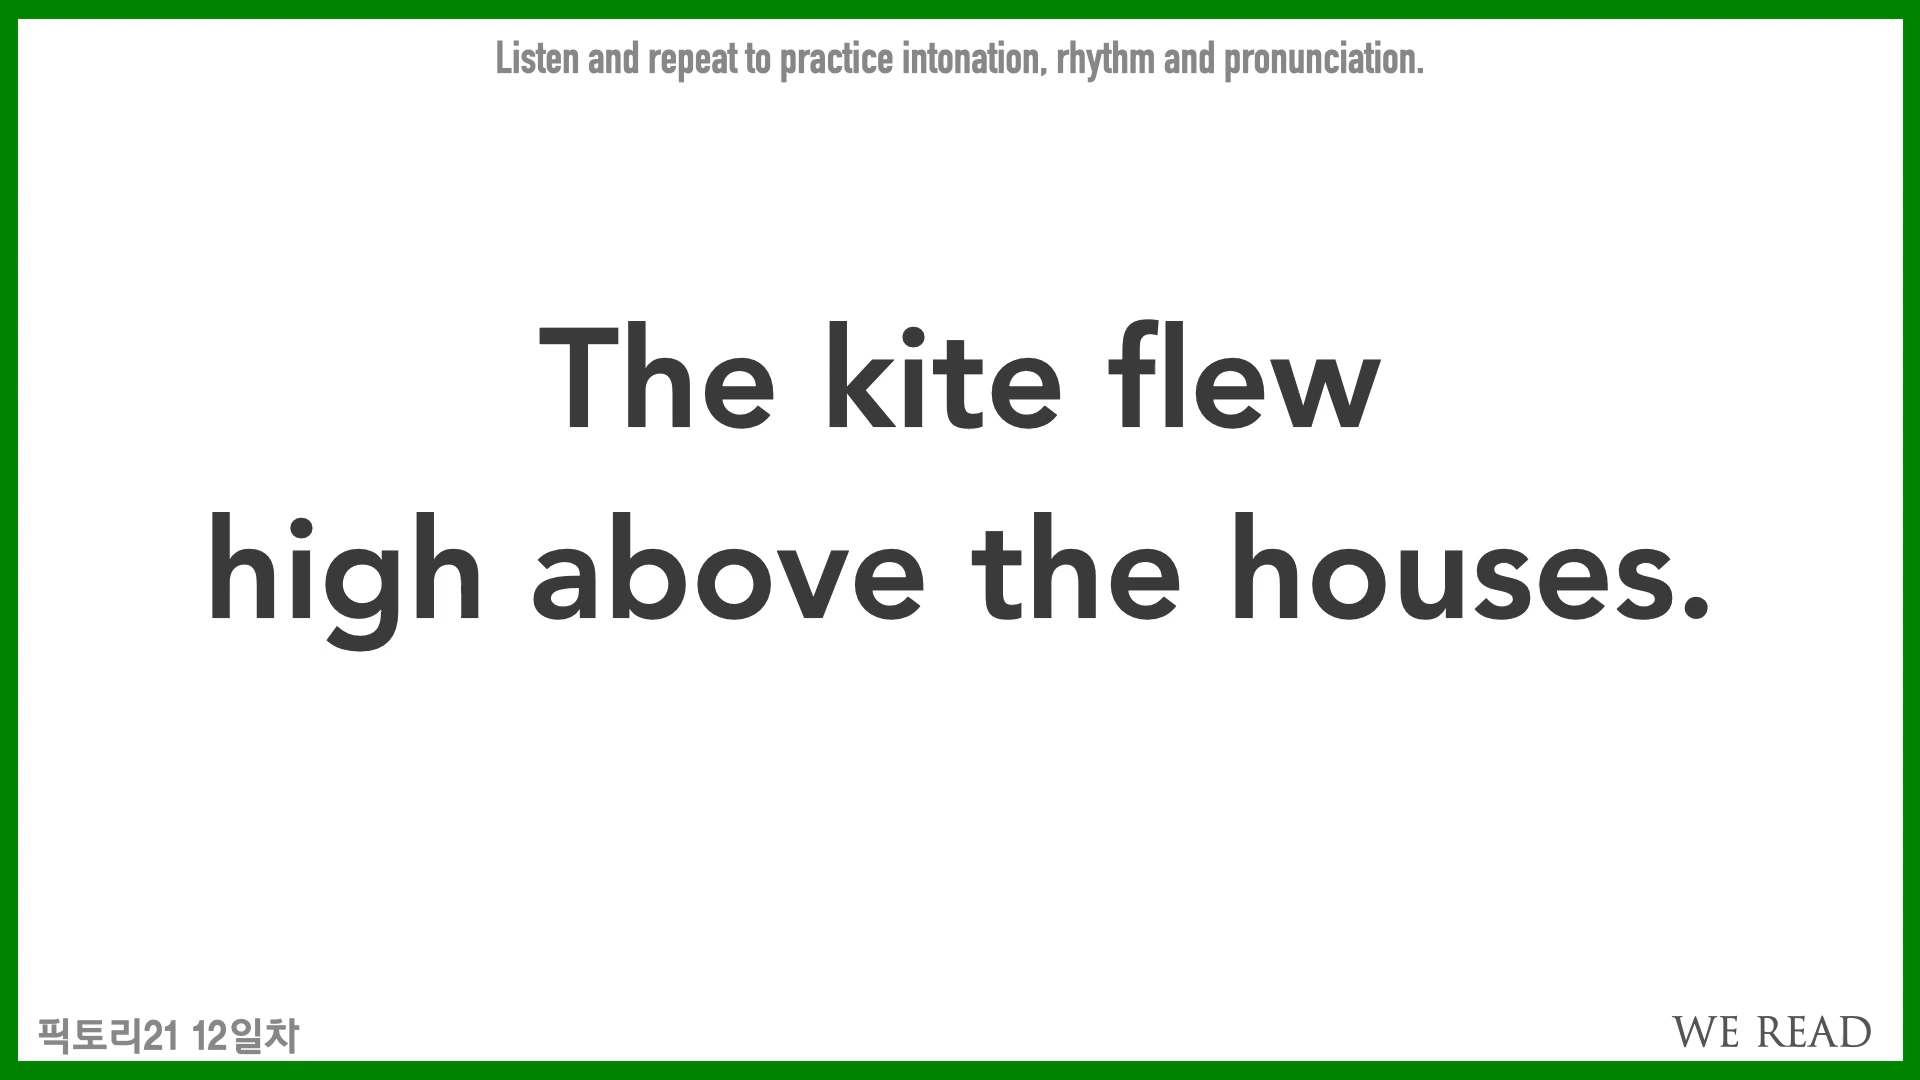 Listen and repeat to practice intonation, rhythm and pronunciation.
The kite flew
high above the houses.
픽토리21 12일차
WE READ